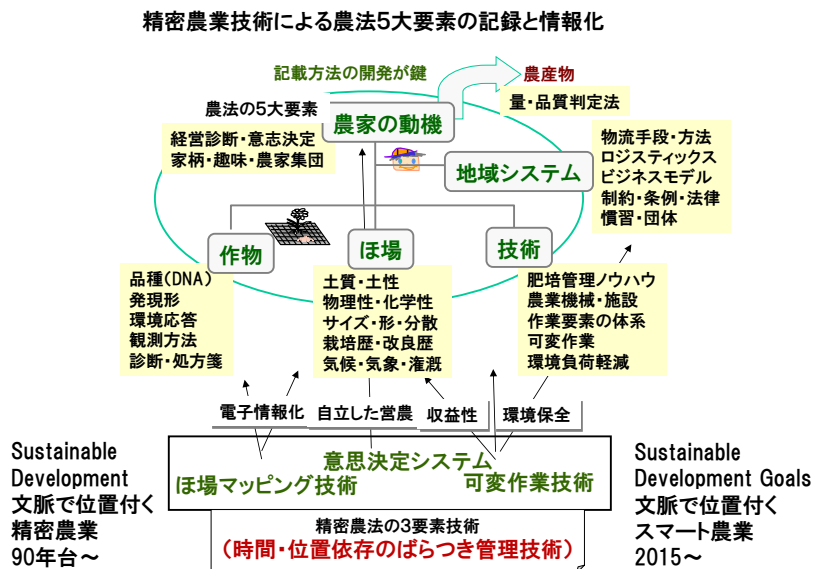 精密農業技術による農法5大要素の記録と情報化
記載方法の開発が鍵
農産物
量・品質判定法
農法の5大要素
農家の動機
経営診断・意志決定
家柄・趣味・農家集団
地域システム
物流手段・方法
ロジスティックス
ビジネスモデル
制約・条例・法律
慣習・団体
作物
ほ場
技術
品種(DNA)
発現形
環境応答
観測方法
診断・処方箋
土質・土性
物理性・化学性
サイズ・形・分散
栽培歴・改良歴
気候・気象・潅漑
肥培管理ノウハウ
農業機械・施設
作業要素の体系
可変作業
環境負荷軽減
電子情報化
自立した営農
収益性
環境保全
Sustainable
Development
文脈で位置付く
精密農業
90年台～
意思決定システム
ほ場マッピング技術
可変作業技術
精密農法の3要素技術
(時間・位置依存のばらつき管理技術)
Sustainable
Development Goals
文脈で位置付く
スマート農業
2015～